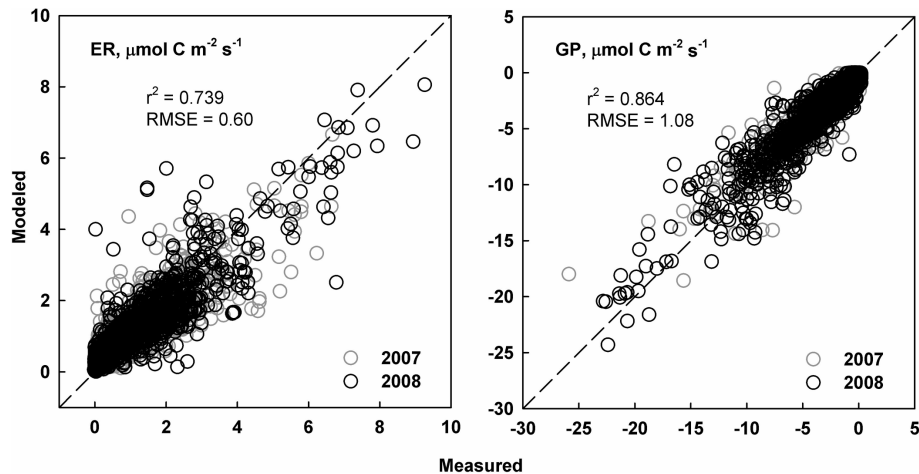 ER, μmol C m⁻² s⁻¹
r² = 0.739
RMSE = 0.60
10
8
6
4
2
0
Modeled
0 2 4 6 8 10
2007
2008
GP, μmol C m⁻² s⁻¹
r² = 0.864
RMSE = 1.08
5
0
-5
-10
-15
-20
-25
-30
-30 -25 -20 -15 -10 -5 0 5
2007
2008
Measured